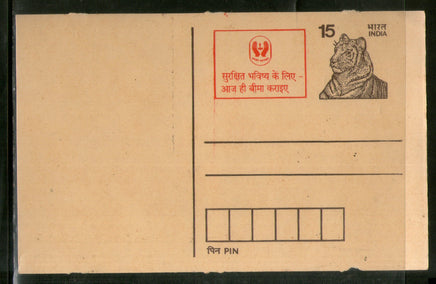 15 भारत
INDIA
सुरक्षित भविष्य के लिए -
आज ही बीमा कराइए
पिन PIN